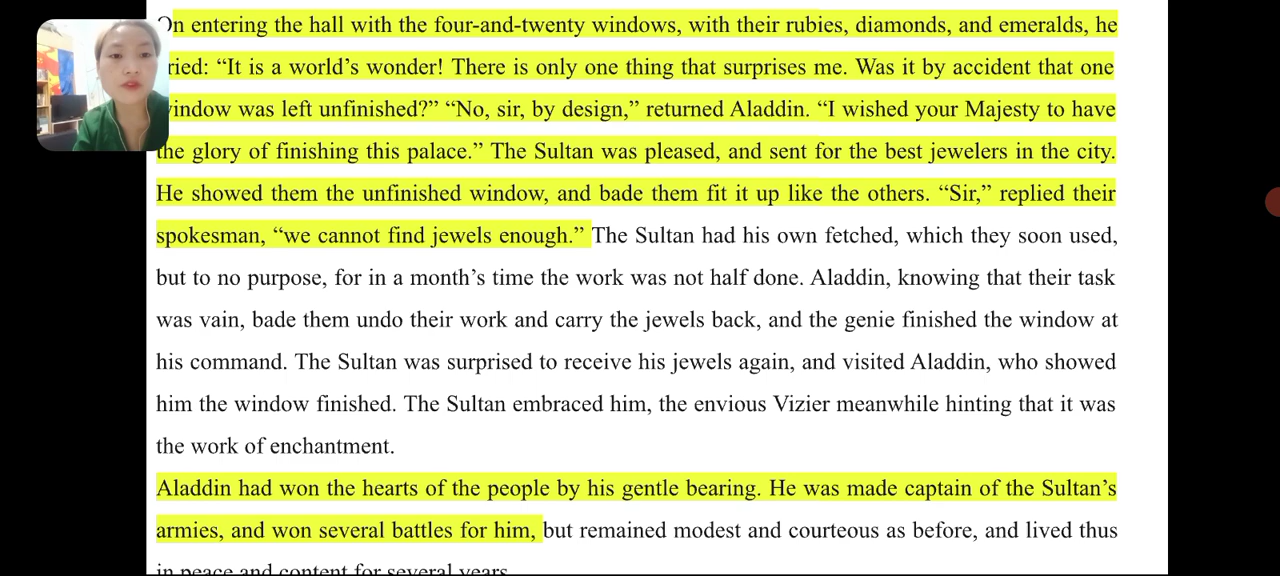 On entering the hall with the four-and-twenty windows, with their rubies, diamonds, and emeralds, he
ried: “It is a world’s wonder! There is only one thing that surprises me. Was it by accident that one
window was left unfinished?” “No, sir, by design,” returned Aladdin. “I wished your Majesty to have
the glory of finishing this palace.” The Sultan was pleased, and sent for the best jewelers in the city.
He showed them the unfinished window, and bade them fit it up like the others. “Sir,” replied their
spokesman, “we cannot find jewels enough.” The Sultan had his own fetched, which they soon used,
but to no purpose, for in a month’s time the work was not half done. Aladdin, knowing that their task
was vain, bade them undo their work and carry the jewels back, and the genie finished the window at
his command. The Sultan was surprised to receive his jewels again, and visited Aladdin, who showed
him the window finished. The Sultan embraced him, the envious Vizier meanwhile hinting that it was
the work of enchantment.
Aladdin had won the hearts of the people by his gentle bearing. He was made captain of the Sultan’s
armies, and won several battles for him, but remained modest and courteous as before, and lived thus
in peace and content for several years.